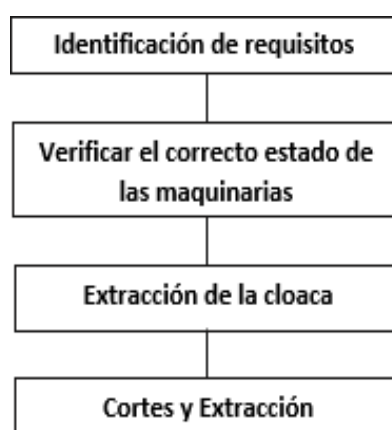 Identificación de requisitos
Verificar el correcto estado de
las maquinarias
Extracción de la cloaca
Cortes y Extracción